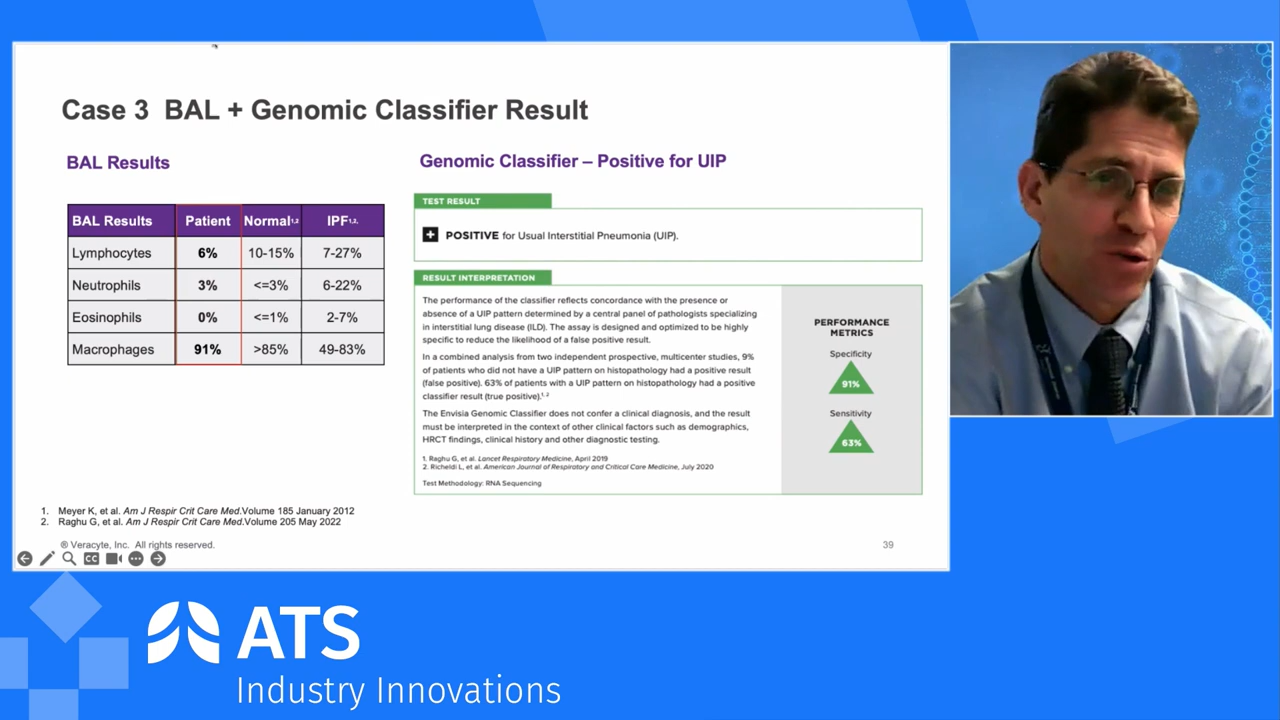 Case 3 BAL + Genomic Classifier Result
BAL Results
Genomic Classifier – Positive for UIP
BAL Results Patient Normal1,2 IPF1,2,
Lymphocytes 6% 10-15% 7-27%
Neutrophils 3% <=3% 6-22%
Eosinophils 0% <=1% 2-7%
Macrophages 91% >85% 49-83%
TEST RESULT
+ POSITIVE for Usual Interstitial Pneumonia (UIP).
RESULT INTERPRETATION
The performance of the classifier reflects concordance with the presence or
absence of a UIP pattern determined by a central panel of pathologists specializing
in interstitial lung disease (ILD). The assay is designed and optimized to be highly
specific to reduce the likelihood of a false positive result.
In a combined analysis from two independent prospective, multicenter studies, 9%
of patients who did not have a UIP pattern on histopathology had a positive result
(false positive). 63% of patients with a UIP pattern on histopathology had a positive
classifier result (true positive).1, 2
The Envisia Genomic Classifier does not confer a clinical diagnosis, and the result
must be interpreted in the context of other clinical factors such as demographics,
HRCT findings, clinical history and other diagnostic testing.
1. Raghu G, et al. Lancet Respiratory Medicine, April 2019
2. Richeldi L, et al. American Journal of Respiratory and Critical Care Medicine, July 2020
Test Methodology: RNA Sequencing
PERFORMANCE
METRICS
Specificity
91%
Sensitivity
63%
1. Meyer K, et al. Am J Respir Crit Care Med.Volume 185 January 2012
2. Raghu G, et al. Am J Respir Crit Care Med.Volume 205 May 2022
® Veracyte, Inc. All rights reserved.
39
CC
ATS
Industry Innovations